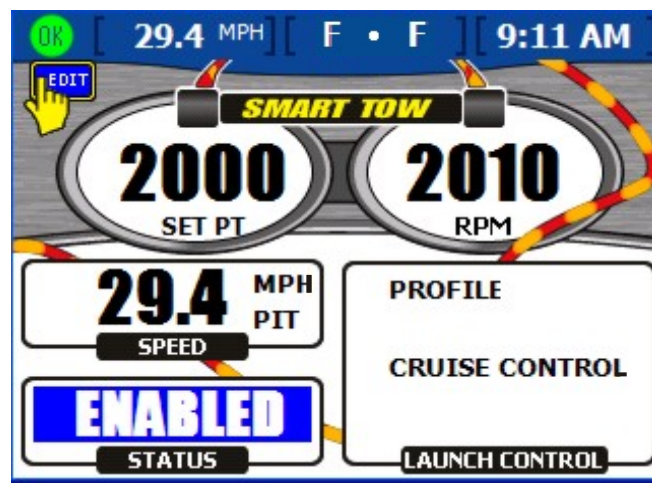 OK [ 29.4 MPH ][ F • F ][ 9:11 AM ]
EDIT
SMART TOW
2000
SET PT
2010
RPM
29.4 MPH
PIT
SPEED
ENABLED
STATUS
PROFILE
CRUISE CONTROL
LAUNCH CONTROL